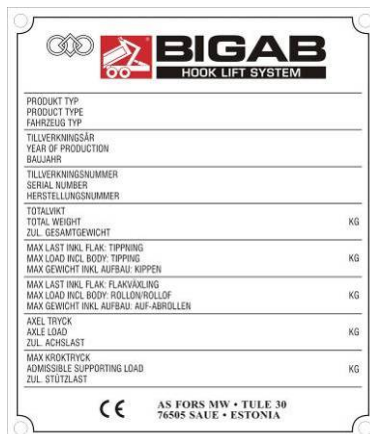 BIGAB
HOOK LIFT SYSTEM
PRODUKT TYP
PRODUCT TYPE
FAHRZEUG TYP
TILLVERKNINGSÅR
YEAR OF PRODUCTION
BAUJAHR
TILLVERKNINGSNUMMER
SERIAL NUMBER
HERSTELLUNGSNUMMER
TOTALVIKT
TOTAL WEIGHT KG
ZUL. GESAMTGEWICHT
MAX LAST INKL FLAK: TIPPNING
MAX LOAD INCL BODY: TIPPING KG
MAX GEWICHT INKL AUFBAU: KIPPEN
MAX LAST INKL FLAK: FLAKVÄXLING
MAX LOAD INCL BODY: ROLLON/ROLLOF KG
MAX GEWICHT INKL AUFBAU: AUF-ABROLLEN
AXEL TRYCK
AXLE LOAD KG
ZUL. ACHSLAST
MAX KROKTRYCK
ADMISSIBLE SUPPORTING LOAD KG
ZUL. STÜTZLAST
CE AS FORS MW • TULE 30
76505 SAUE • ESTONIA